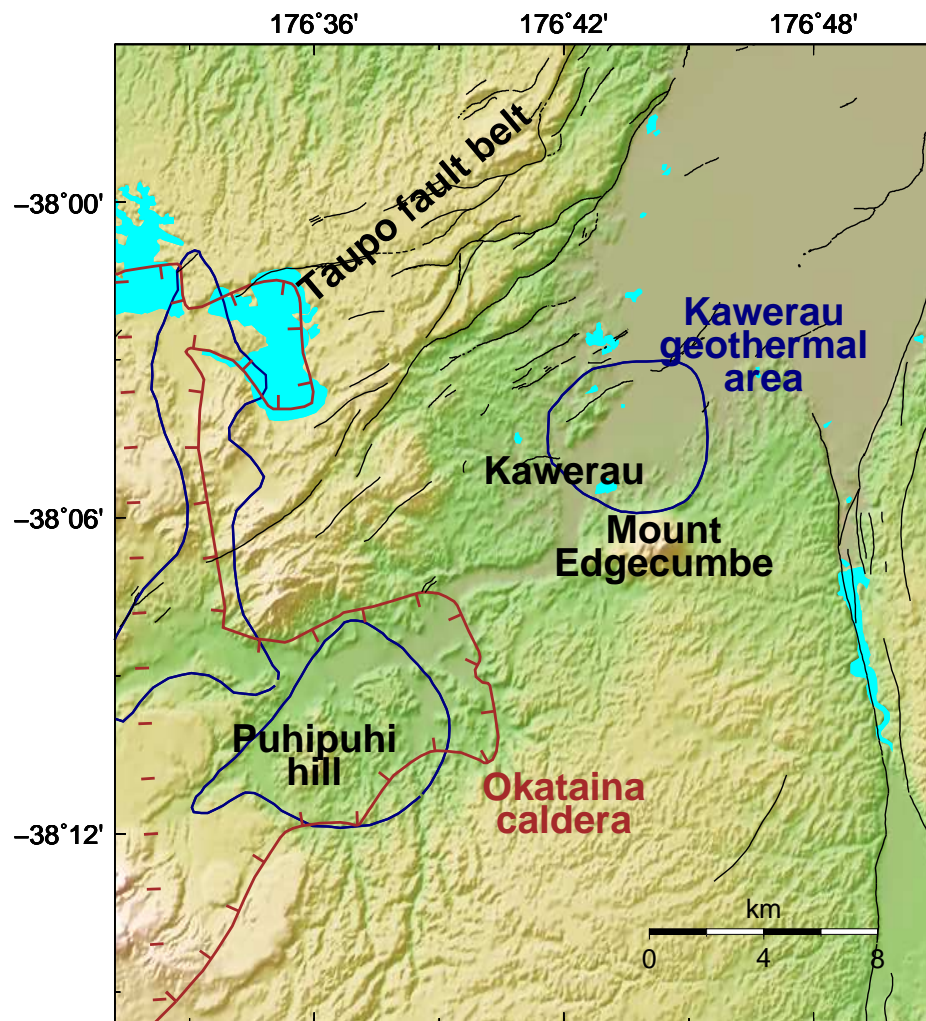 176˚36' 176˚42' 176˚48'
−38˚00'
−38˚06'
−38˚12'
Taupo fault belt
Kawerau
geothermal
area
Kawerau
Mount
Edgecumbe
Puhipuhi
hill
Okataina
caldera
km
0 4 8